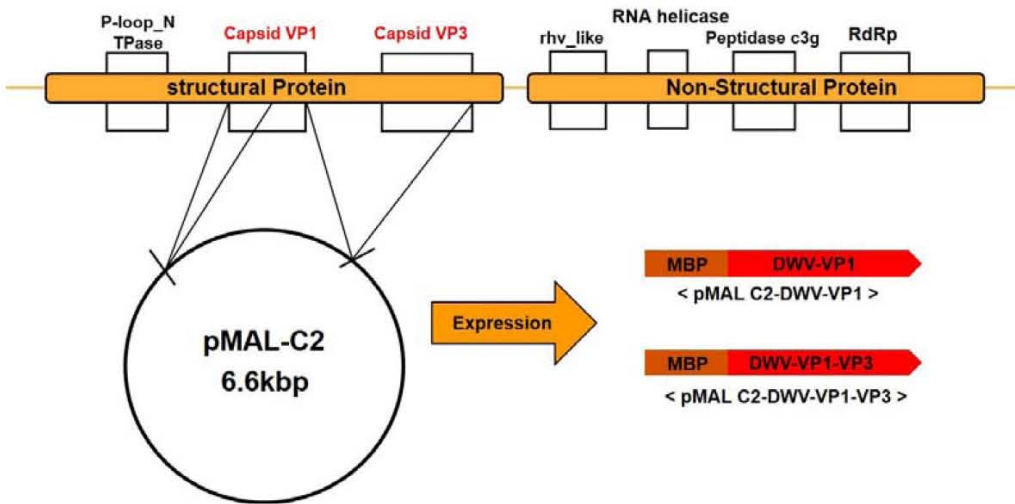 P-loop_N
TPase
Capsid VP1
Capsid VP3
RNA helicase
rhv_like
Peptidase c3g
RdRp
structural Protein
Non-Structural Protein
pMAL-C2
6.6kbp
Expression
MBP
DWV-VP1
< pMAL C2-DWV-VP1 >
MBP
DWV-VP1-VP3
< pMAL C2-DWV-VP1-VP3 >